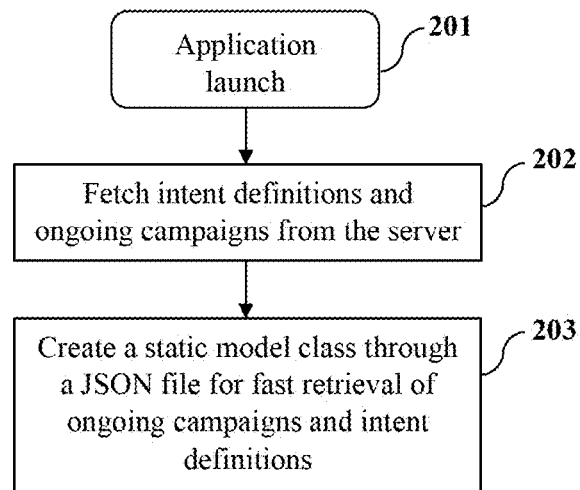 201
Application
launch
202
Fetch intent definitions and
ongoing campaigns from the server
203
Create a static model class through
a JSON file for fast retrieval of
ongoing campaigns and intent
definitions